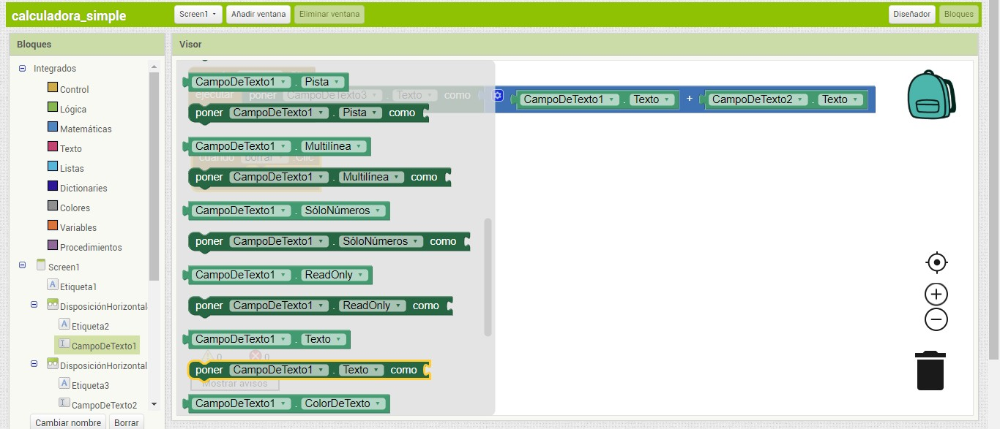 calculadora_simple
Screen1
Añadir ventana
Eliminar ventana
Diseñador
Bloques
Bloques
Integrados
Control
Lógica
Matemáticas
Texto
Listas
Dictionaries
Colores
Variables
Procedimientos
Screen1
Etiqueta1
DisposiciónHorizontal
Etiqueta2
CampoDeTexto1
DisposiciónHorizontal
Etiqueta3
CampoDeTexto2
Cambiar nombre
Borrar
Visor
CampoDeTexto1 . Pista
ejecutar poner CampoDeTexto3 . Texto como CampoDeTexto1 . Texto + CampoDeTexto2 . Texto
poner CampoDeTexto1 . Pista como
CampoDeTexto1 . Multilínea
cuando Borrar .Clic
poner CampoDeTexto1 . Multilínea como
CampoDeTexto1 . SóloNúmeros
poner CampoDeTexto1 . SóloNúmeros como
CampoDeTexto1 . ReadOnly
poner CampoDeTexto1 . ReadOnly como
CampoDeTexto1 . Texto
0 0
poner CampoDeTexto1 . Texto como
Mostrar avisos
CampoDeTexto1 . ColorDeTexto